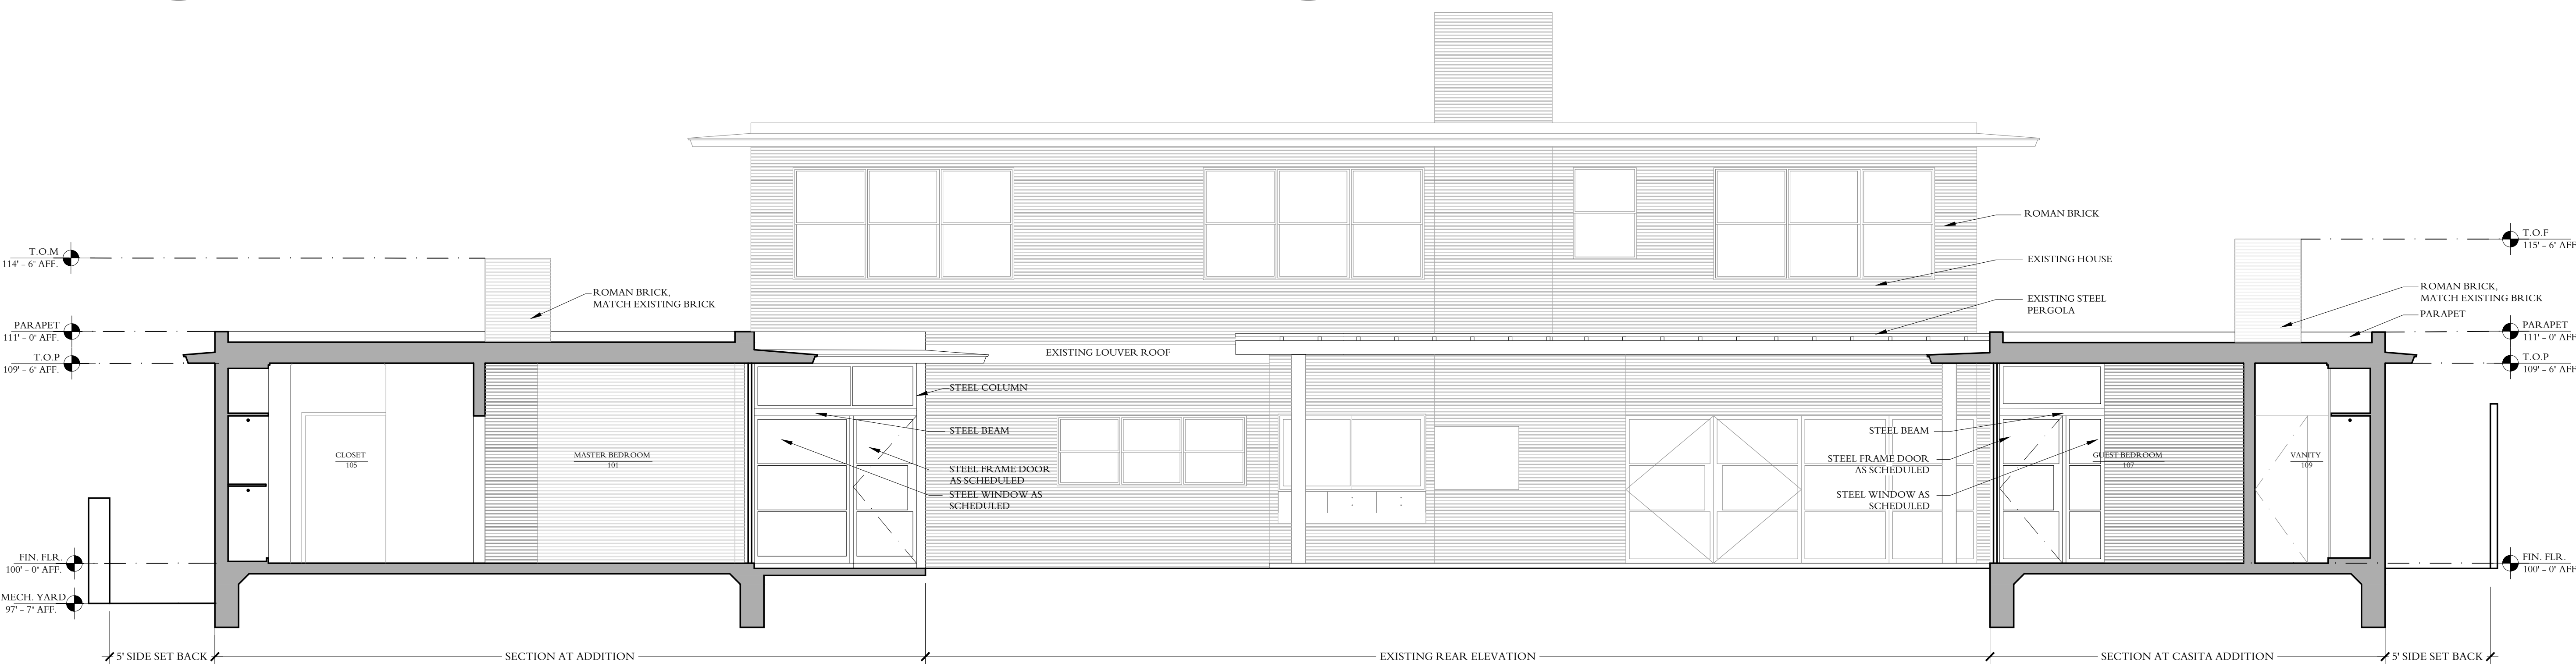 ROMAN BRICK
T.O.M
114' - 6" AFF.
T.O.F
115' - 6" AFF
EXISTING HOUSE
ROMAN BRICK,
MATCH EXISTING BRICK
EXISTING STEEL
PERGOLA
ROMAN BRICK,
MATCH EXISTING BRICK
PARAPET
PARAPET
111' - 0" AFF.
PARAPET
111' - 0" AFF
T.O.P
109' - 6" AFF.
EXISTING LOUVER ROOF
T.O.P
109' - 6" AFF
STEEL COLUMN
STEEL BEAM
STEEL BEAM
CLOSET
105
MASTER BEDROOM
101
STEEL FRAME DOOR
AS SCHEDULED
STEEL WINDOW AS
SCHEDULED
STEEL FRAME DOOR
AS SCHEDULED
STEEL WINDOW AS
SCHEDULED
GUEST BEDROOM
107
VANITY
109
FIN. FLR.
100' - 0" AFF.
FIN. FLR.
100' - 0" AFF
MECH. YARD
97' - 7" AFF.
5' SIDE SET BACK
SECTION AT ADDITION
EXISTING REAR ELEVATION
SECTION AT CASITA ADDITION
5' SIDE SET BACK